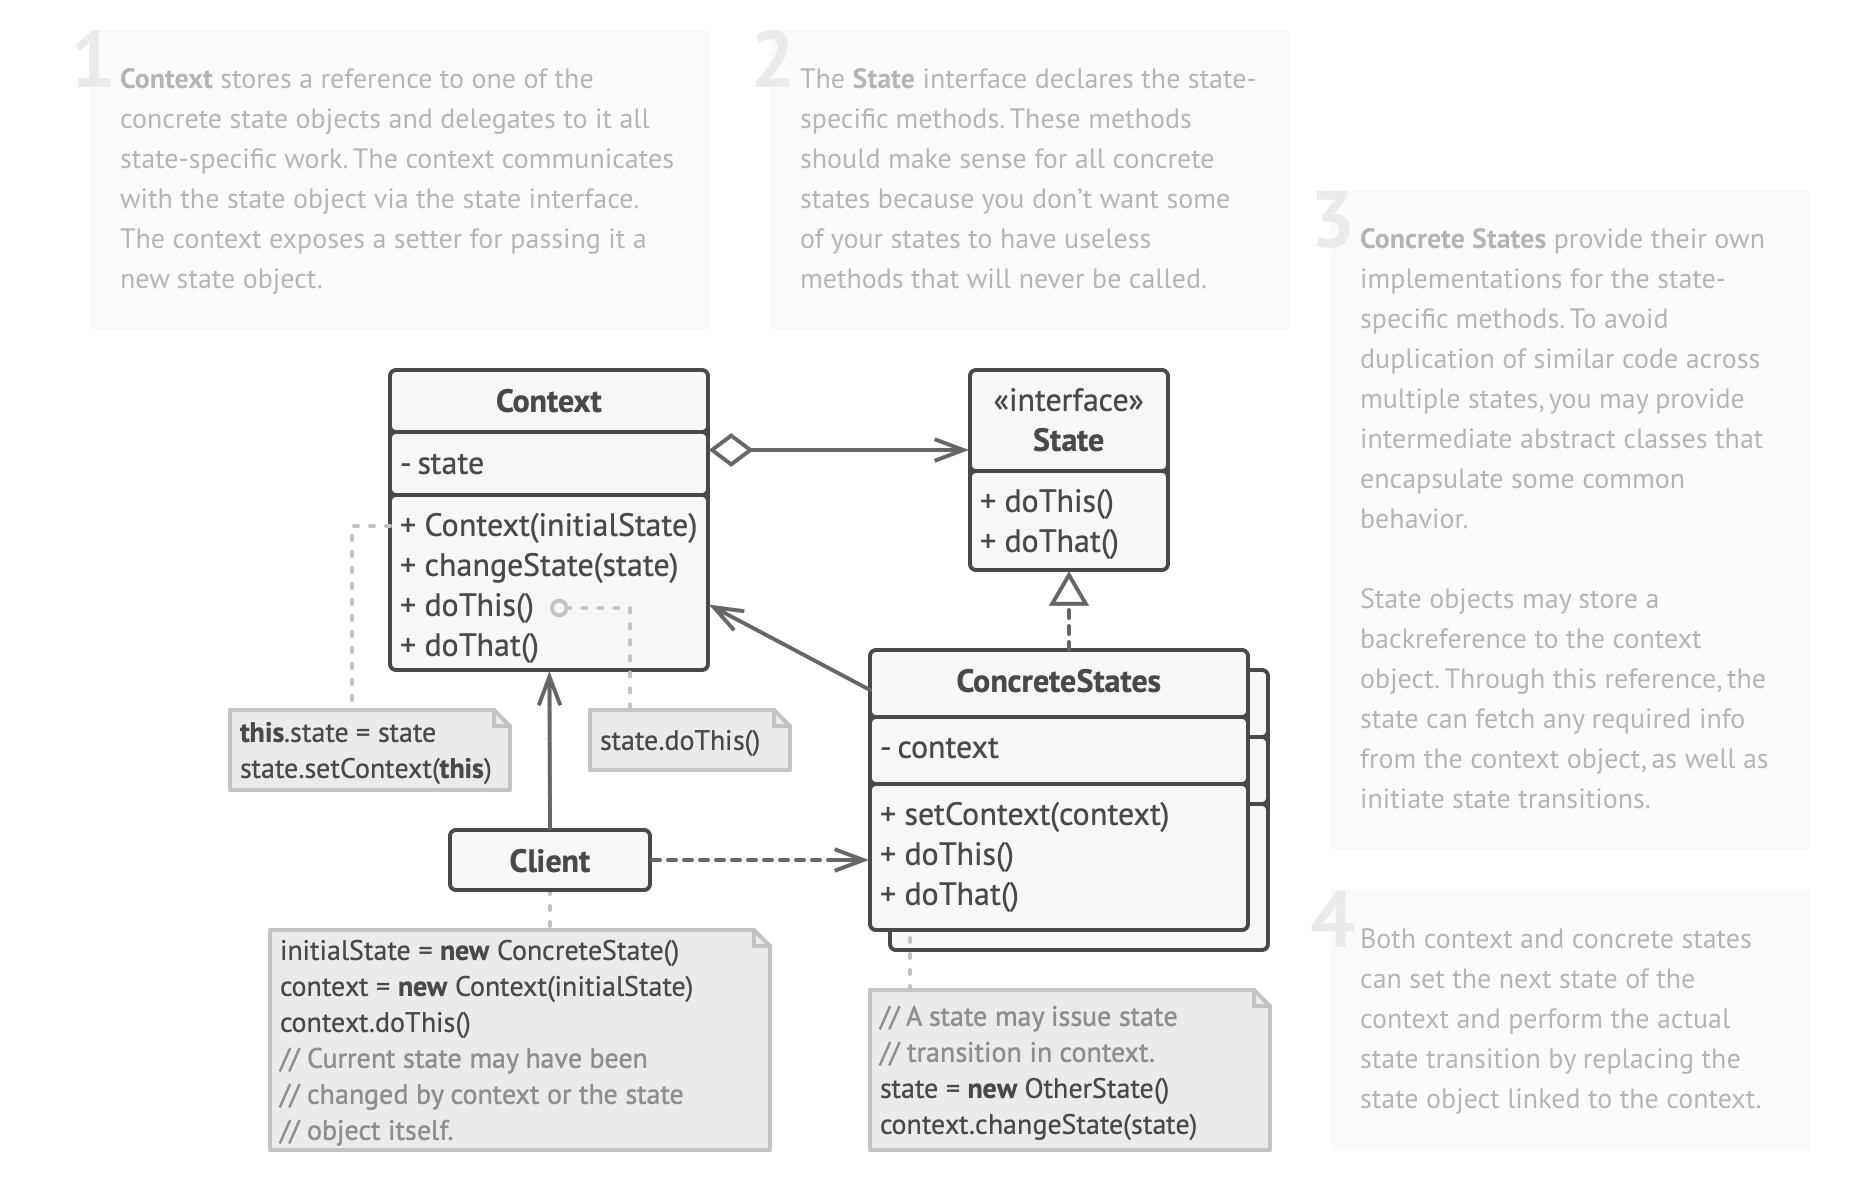 1
Context stores a reference to one of the
concrete state objects and delegates to it all
state-specific work. The context communicates
with the state object via the state interface.
The context exposes a setter for passing it a
new state object.
2
The State interface declares the state-
specific methods. These methods
should make sense for all concrete
states because you don’t want some
of your states to have useless
methods that will never be called.
3
Concrete States provide their own
implementations for the state-
specific methods. To avoid
duplication of similar code across
multiple states, you may provide
intermediate abstract classes that
encapsulate some common
behavior.
State objects may store a
backreference to the context
object. Through this reference, the
state can fetch any required info
from the context object, as well as
initiate state transitions.
Context
- state
+ Context(initialState)
+ changeState(state)
+ doThis()
+ doThat()
«interface»
State
+ doThis()
+ doThat()
this.state = state
state.setContext(this)
state.doThis()
ConcreteStates
- context
+ setContext(context)
+ doThis()
+ doThat()
Client
initialState = new ConcreteState()
context = new Context(initialState)
context.doThis()
// Current state may have been
// changed by context or the state
// object itself.
// A state may issue state
// transition in context.
state = new OtherState()
context.changeState(state)
4
Both context and concrete states
can set the next state of the
context and perform the actual
state transition by replacing the
state object linked to the context.